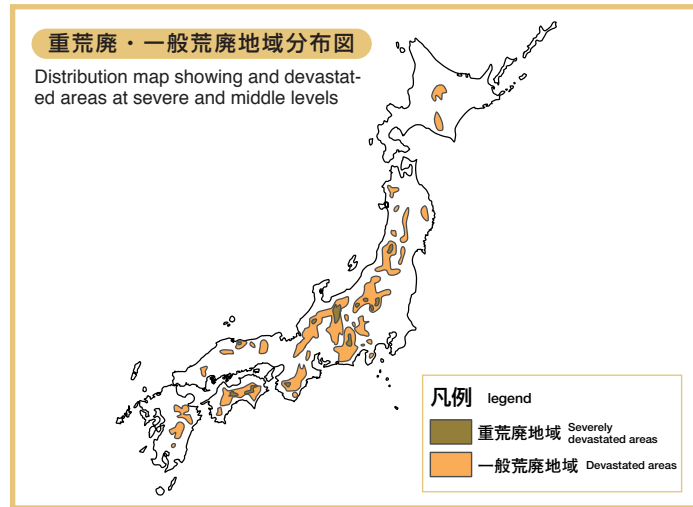 重荒廃・一般荒廃地域分布図
Distribution map showing and devastat-
ed areas at severe and middle levels
凡例 legend
重荒廃地域 Severely
devastated areas
一般荒廃地域 Devastated areas